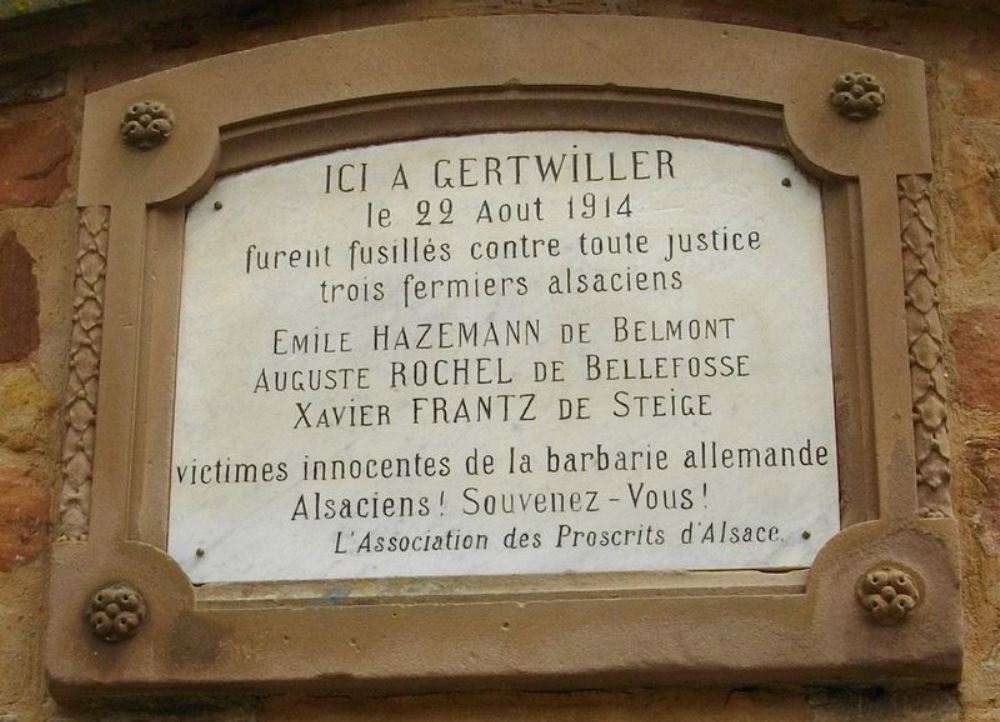 ICI A GERTWILLER
le 22 Aout 1914
furent fusillés contre toute justice
trois fermiers alsaciens
EMILE HAZEMANN DE BELMONT
AUGUSTE ROCHEL DE BELLEFOSSE
XAVIER FRANTZ DE STEIGE
victimes innocentes de la barbarie allemande
Alsaciens! Souvenez-Vous!
L'Association des Proscrits d'Alsace.